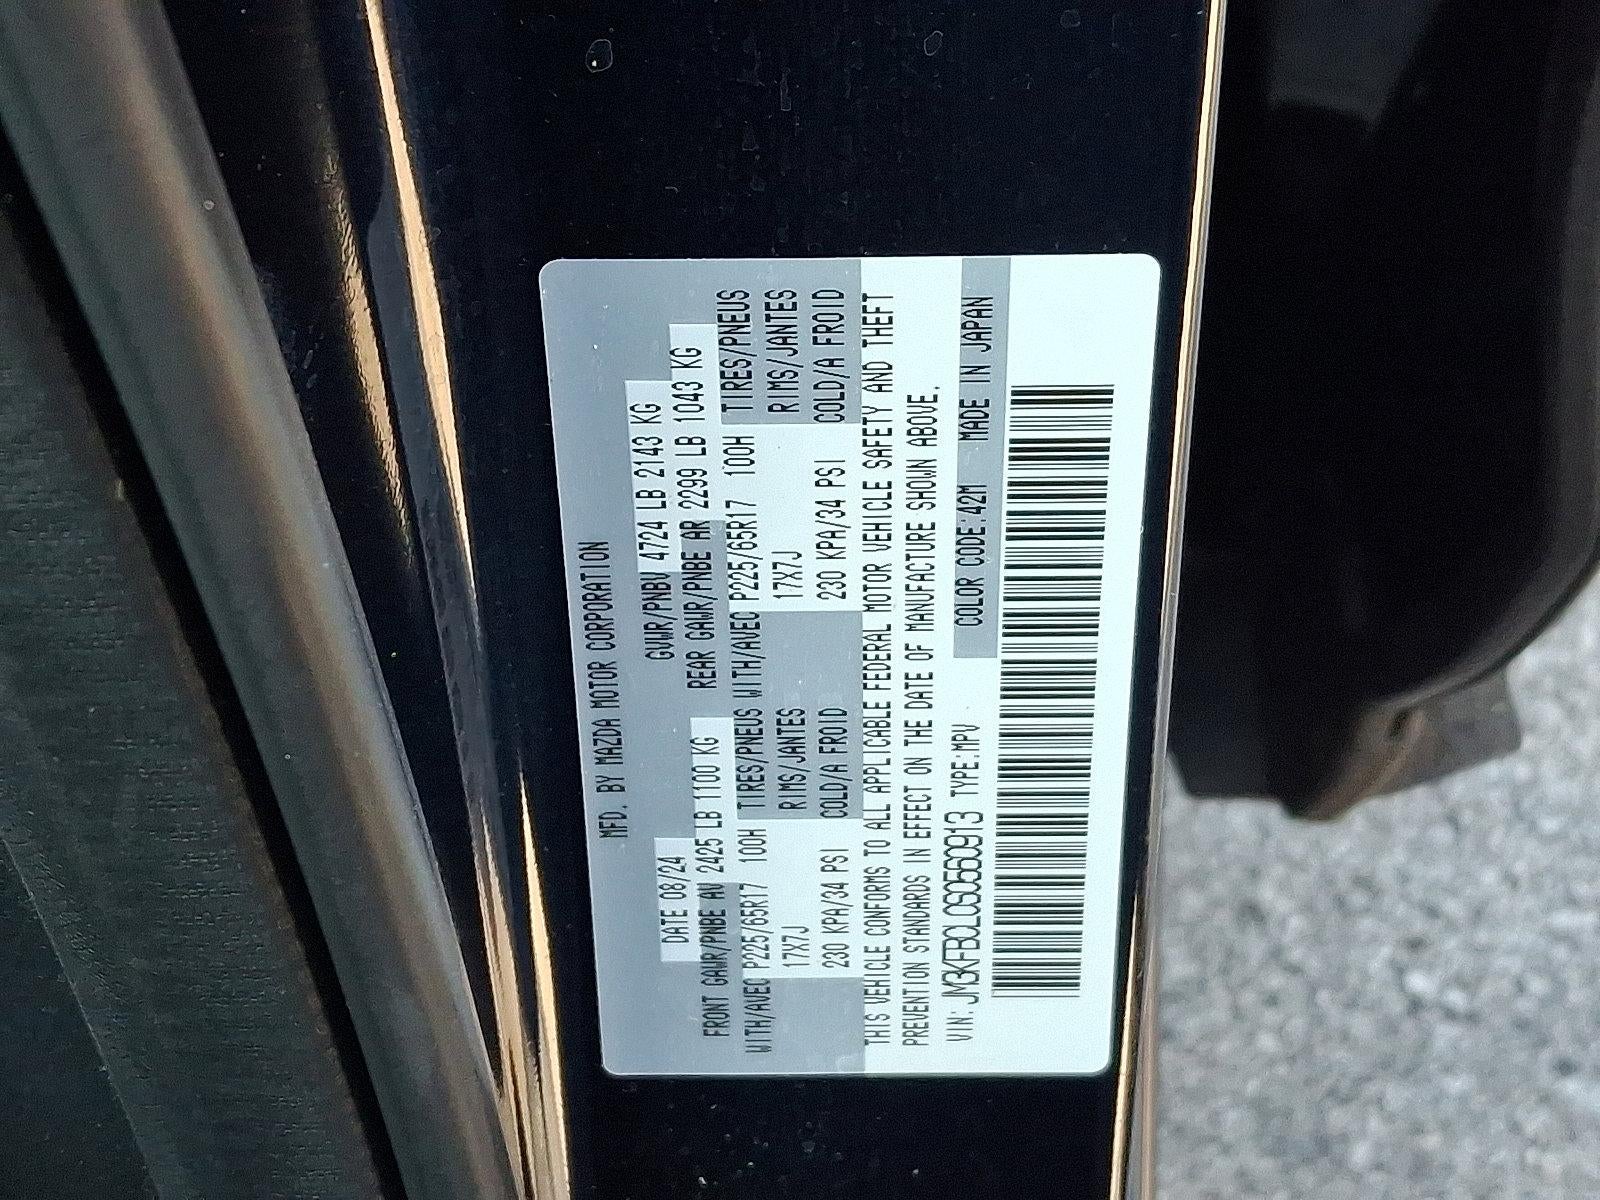 MFD. BY MAZDA MOTOR CORPORATION
DATE 08/24 GVWR/PNBV 4724 LB 2143 KG
FRONT GAWR/PNBE AV 2425 LB 1100 KG REAR GAWR/PNBE AR 2299 LB 1043 KG
WITH/AVEC P225/65R17 100H TIRES/PNEUS WITH/AVEC P225/65R17 100H TIRES/PNEUS
17X7J RIMS/JANTES 17X7J RIMS/JANTES
230 KPA/34 PSI COLD/A FROID 230 KPA/34 PSI COLD/A FROID
THIS VEHICLE CONFORMS TO ALL APPLICABLE FEDERAL MOTOR VEHICLE SAFETY AND THEFT
PREVENTION STANDARDS IN EFFECT ON THE DATE OF MANUFACTURE SHOWN ABOVE.
VIN: JM3KFBCL0S0560913 TYPE:MPV COLOR CODE:42M MADE IN JAPAN